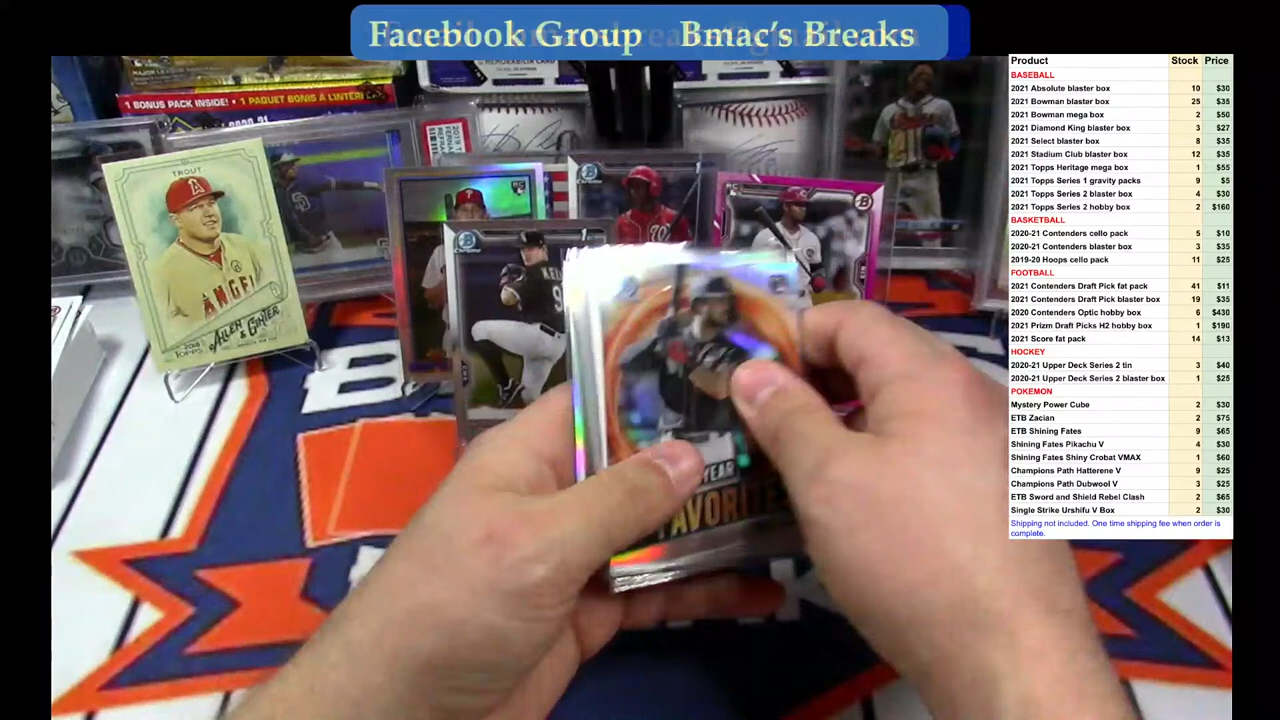 Facebook Group Bmac's Breaks
Product Stock Price
BASEBALL
2021 Absolute blaster box 10 $30
2021 Bowman blaster box 25 $35
2021 Bowman mega box 2 $50
2021 Diamond King blaster box 3 $27
2021 Select blaster box 8 $35
2021 Stadium Club blaster box 12 $35
2021 Topps Heritage mega box 1 $55
2021 Topps Series 1 gravity packs 9 $5
2021 Topps Series 2 blaster box 4 $30
2021 Topps Series 2 hobby box 2 $160
BASKETBALL
2020-21 Contenders cello pack 5 $10
2020-21 Contenders blaster box 3 $35
2019-20 Hoops cello pack 11 $25
FOOTBALL
2021 Contenders Draft Pick fat pack 41 $11
2021 Contenders Draft Pick blaster box 19 $35
2020 Contenders Optic hobby box 6 $430
2021 Prizm Draft Picks H2 hobby box 1 $190
2021 Score fat pack 14 $13
HOCKEY
2020-21 Upper Deck Series 2 tin 3 $40
2020-21 Upper Deck Series 2 blaster box 1 $25
POKEMON
Mystery Power Cube 2 $30
ETB Zacian 2 $75
ETB Shining Fates 9 $65
Shining Fates Pikachu V 4 $30
Shining Fates Shiny Crobat VMAX 1 $60
Champions Path Hatterene V 9 $25
Champions Path Dubwool V 3 $25
ETB Sword and Shield Rebel Clash 2 $65
Single Strike Urshifu V Box 2 $30
Shipping not included. One time shipping fee when order is
complete.
1 BONUS PACK INSIDE! • 1 PAQUET BONIS À L'INTÉRI
TROUT
ANGE
ALLEN & GINTER
TOPPS
RC
YEAR
FAVORITE